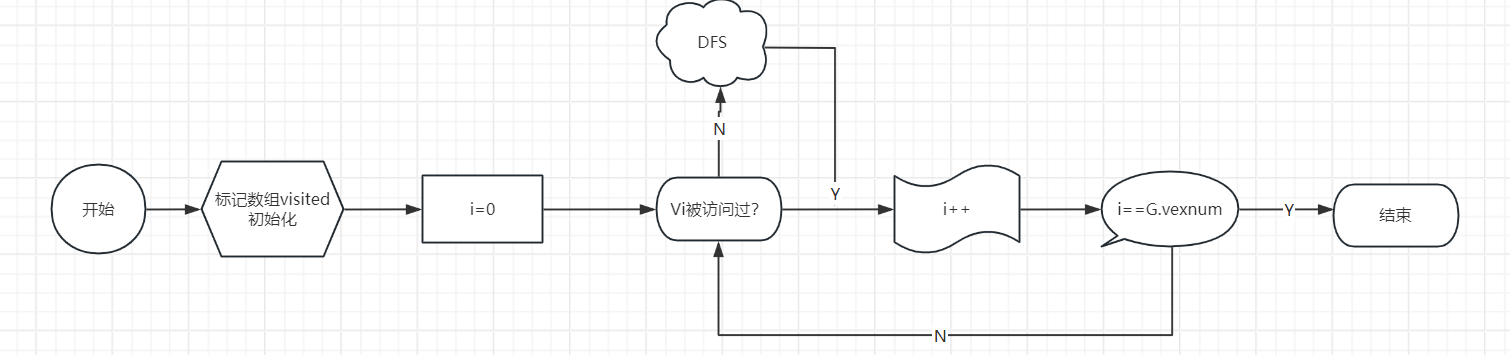 DFS
N
开始
标记数组visited
初始化
i=0
Vi被访问过?
Y
i++
i==G.vexnum
Y
结束
N